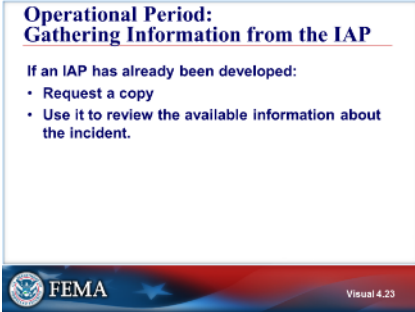 Operational Period:
Gathering Information from the IAP
If an IAP has already been developed:
• Request a copy
• Use it to review the available information about
the incident.
FEMA
Visual 4.23